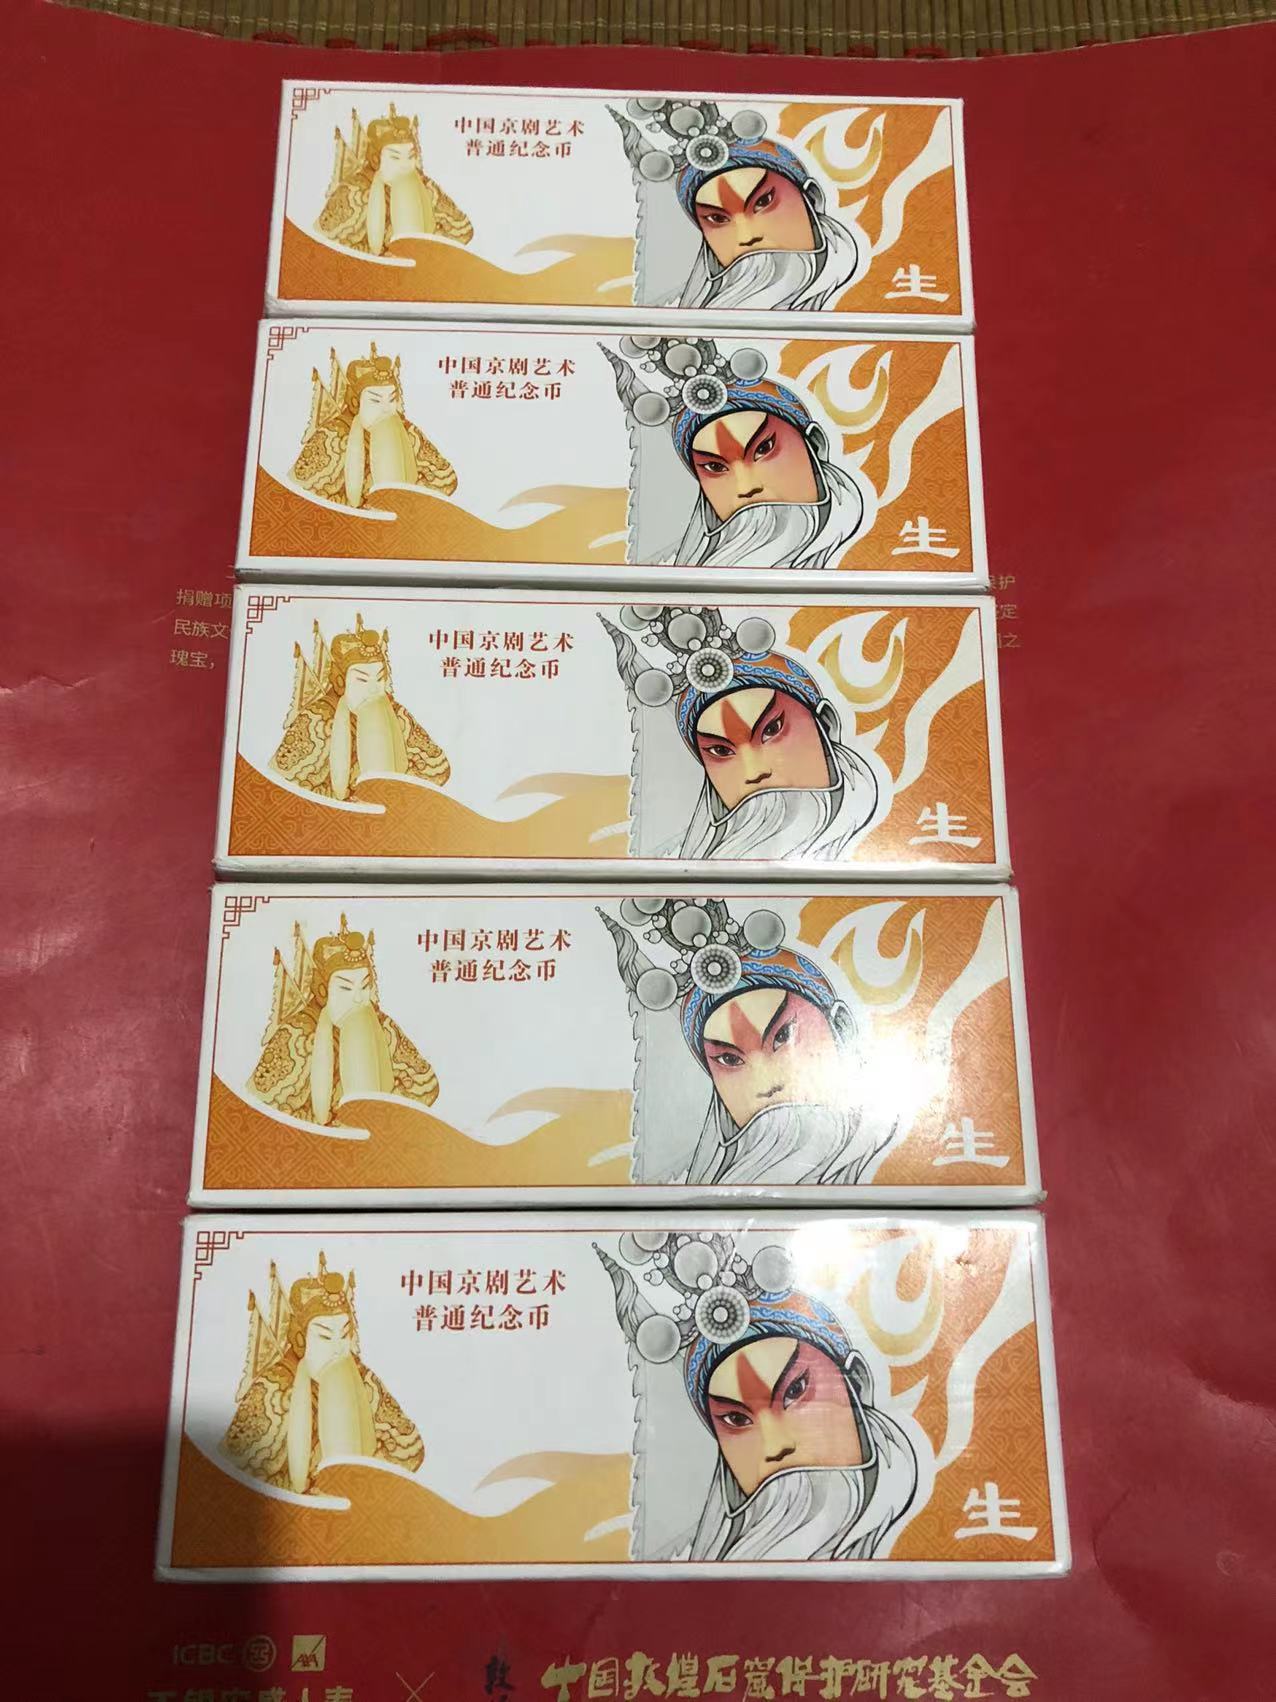 中国京剧艺术
普通纪念币
生
中国京剧艺术
普通纪念币
生
捐赠项
民族文
瑰宝，
护
定
之
中国京剧艺术
普通纪念币
生
中国京剧艺术
普通纪念币
生
中国京剧艺术
普通纪念币
生
ICBC AXA
中国敦煌石窟保护研究基金会